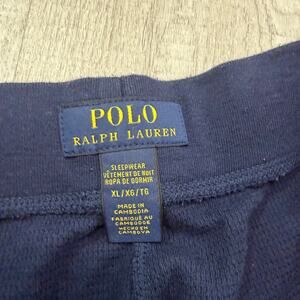 POLO
RALPH LAUREN
SLEEPWEAR
VÊTEMENT DE NUIT
ROPA DE DORMIR
XL/XG/TG
MADE IN
CAMBODIA
FABRIQUÉ AU
CAMBODGE
HECHO EN
CAMBOYA